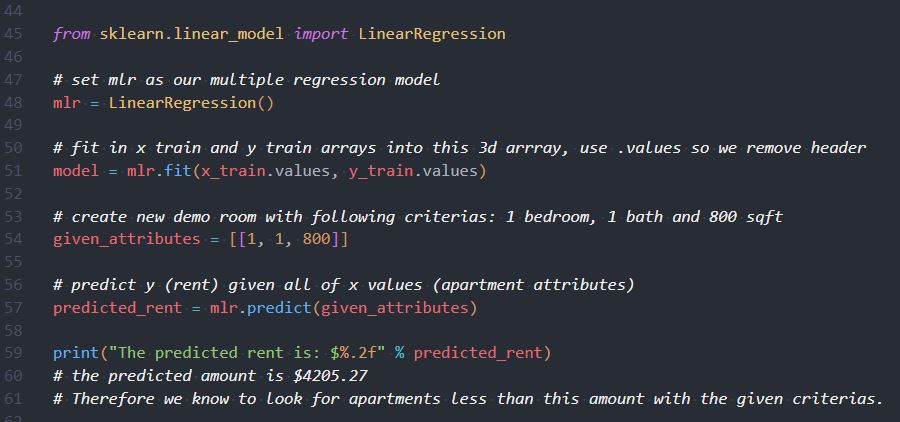 44
45 from sklearn.linear_model import LinearRegression
46
47 # set mlr as our multiple regression model
48 mlr = LinearRegression()
49
50 # fit in x train and y train arrays into this 3d arrray, use .values so we remove header
51 model = mlr.fit(x_train.values, y_train.values)
52
53 # create new demo room with following criterias: 1 bedroom, 1 bath and 800 sqft
54 given_attributes = [[1, 1, 800]]
55
56 # predict y (rent) given all of x values (apartment attributes)
57 predicted_rent = mlr.predict(given_attributes)
58
59 print("The predicted rent is: $%.2f" % predicted_rent)
60 # the predicted amount is $4205.27
61 # Therefore we know to look for apartments less than this amount with the given criterias.
62